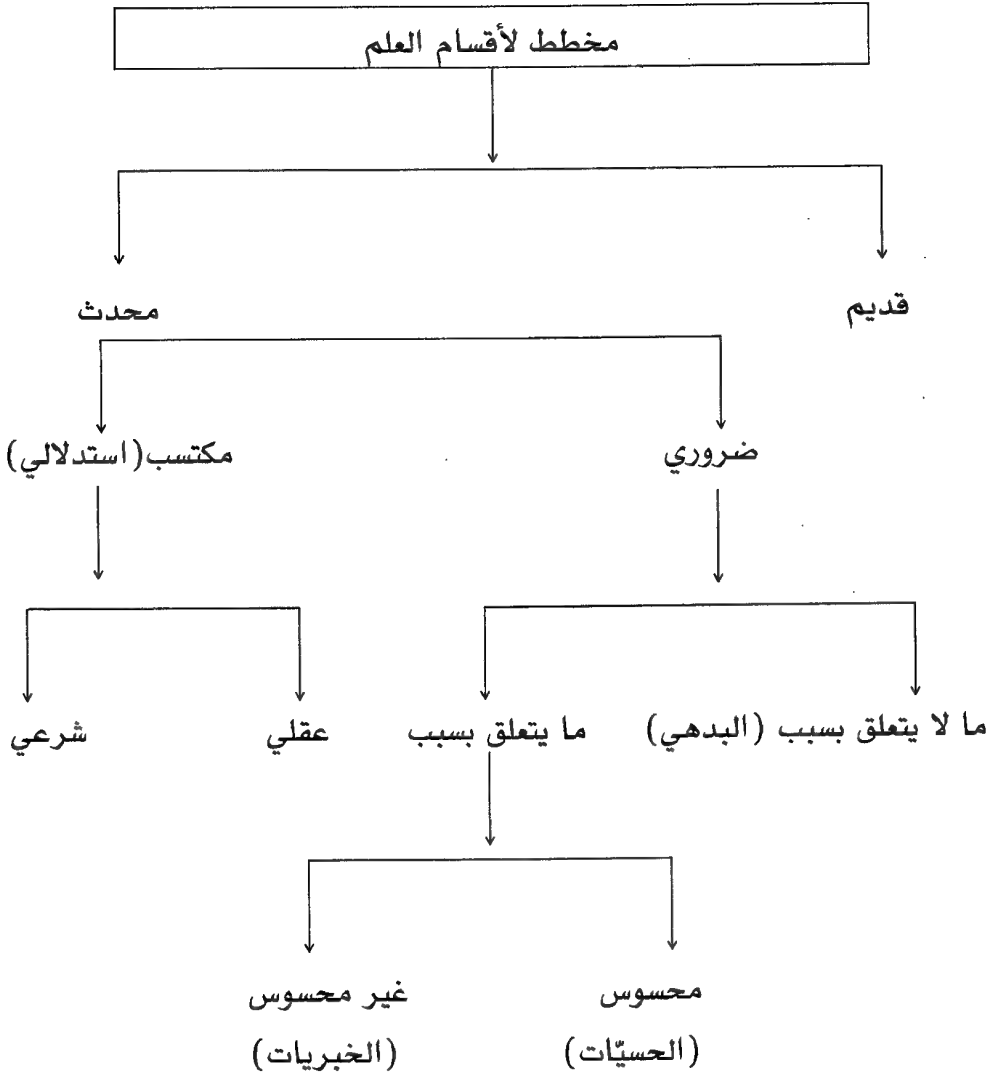 مخطط لأقسام العلم
قديم
محدث
ضروري
مكتسب (استدلالي)
ما لا يتعلق بسبب (البدهي)
ما يتعلق بسبب
عقلي
شرعي
محسوس
(الحسيّات)
غير محسوس
(الخبريات)